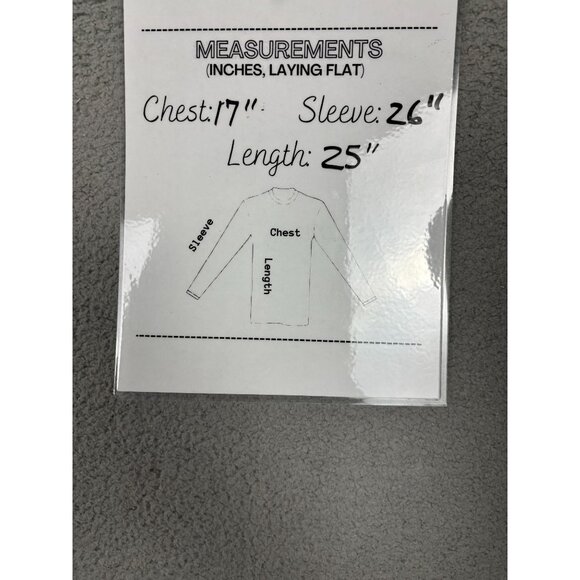 MEASUREMENTS
(INCHES, LAYING FLAT)
Chest: 17" Sleeve: 26"
Length: 25"
Sleeve
Chest
Length